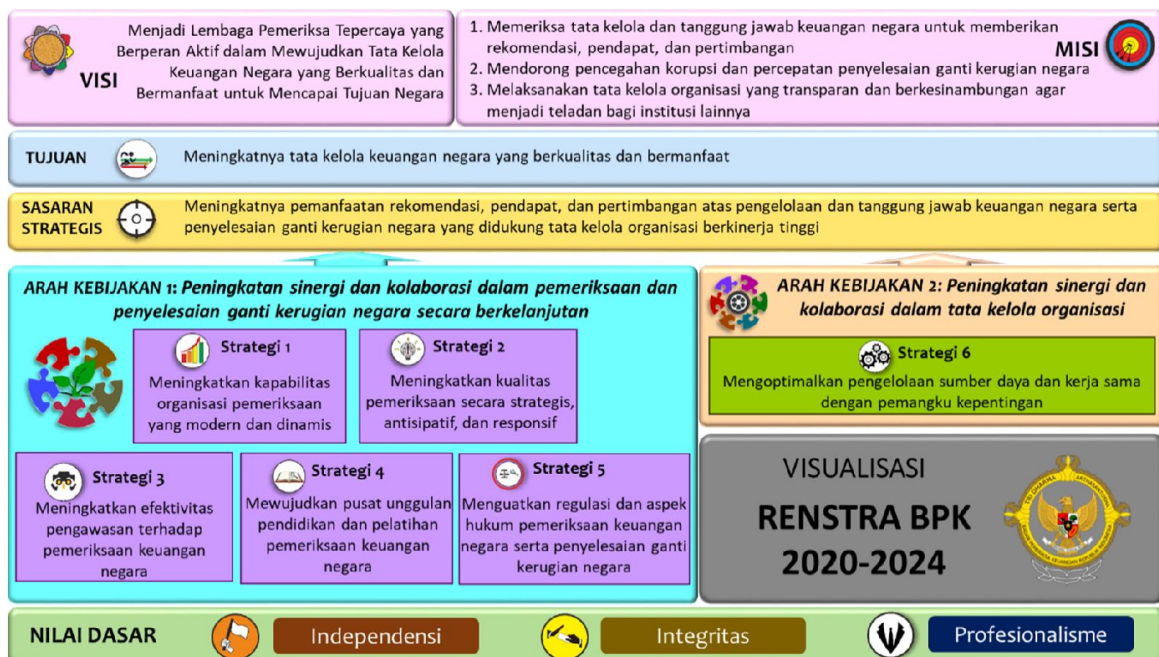 VISI
Menjadi Lembaga Pemeriksa Tepercaya yang
Berperan Aktif dalam Mewujudkan Tata Kelola
Keuangan Negara yang Berkualitas dan
Bermanfaat untuk Mencapai Tujuan Negara
MISI
1. Memeriksa tata kelola dan tanggung jawab keuangan negara untuk memberikan
rekomendasi, pendapat, dan pertimbangan
2. Mendorong pencegahan korupsi dan percepatan penyelesaian ganti kerugian negara
3. Melaksanakan tata kelola organisasi yang transparan dan berkesinambungan agar
menjadi teladan bagi institusi lainnya
TUJUAN
Meningkatnya tata kelola keuangan negara yang berkualitas dan bermanfaat
SASARAN
STRATEGIS
Meningkatnya pemanfaatan rekomendasi, pendapat, dan pertimbangan atas pengelolaan dan tanggung jawab keuangan negara serta
penyelesaian ganti kerugian negara yang didukung tata kelola organisasi berkinerja tinggi
ARAH KEBIJAKAN 1: Peningkatan sinergi dan kolaborasi dalam pemeriksaan dan
penyelesaian ganti kerugian negara secara berkelanjutan
Strategi 1
Meningkatkan kapabilitas
organisasi pemeriksaan
yang modern dan dinamis
Strategi 2
Meningkatkan kualitas
pemeriksaan secara strategis,
antisipatif, dan responsif
Strategi 3
Meningkatkan efektivitas
pengawasan terhadap
pemeriksaan keuangan
negara
Strategi 4
Mewujudkan pusat unggulan
pendidikan dan pelatihan
pemeriksaan keuangan
negara
Strategi 5
Menguatkan regulasi dan aspek
hukum pemeriksaan keuangan
negara serta penyelesaian ganti
kerugian negara
ARAH KEBIJAKAN 2: Peningkatan sinergi dan
kolaborasi dalam tata kelola organisasi
Strategi 6
Mengoptimalkan pengelolaan sumber daya dan kerja sama
dengan pemangku kepentingan
VISUALISASI
RENSTRA BPK
2020-2024
TRI DHARMA
NILAI DASAR
Independensi
Integritas
Profesionalisme